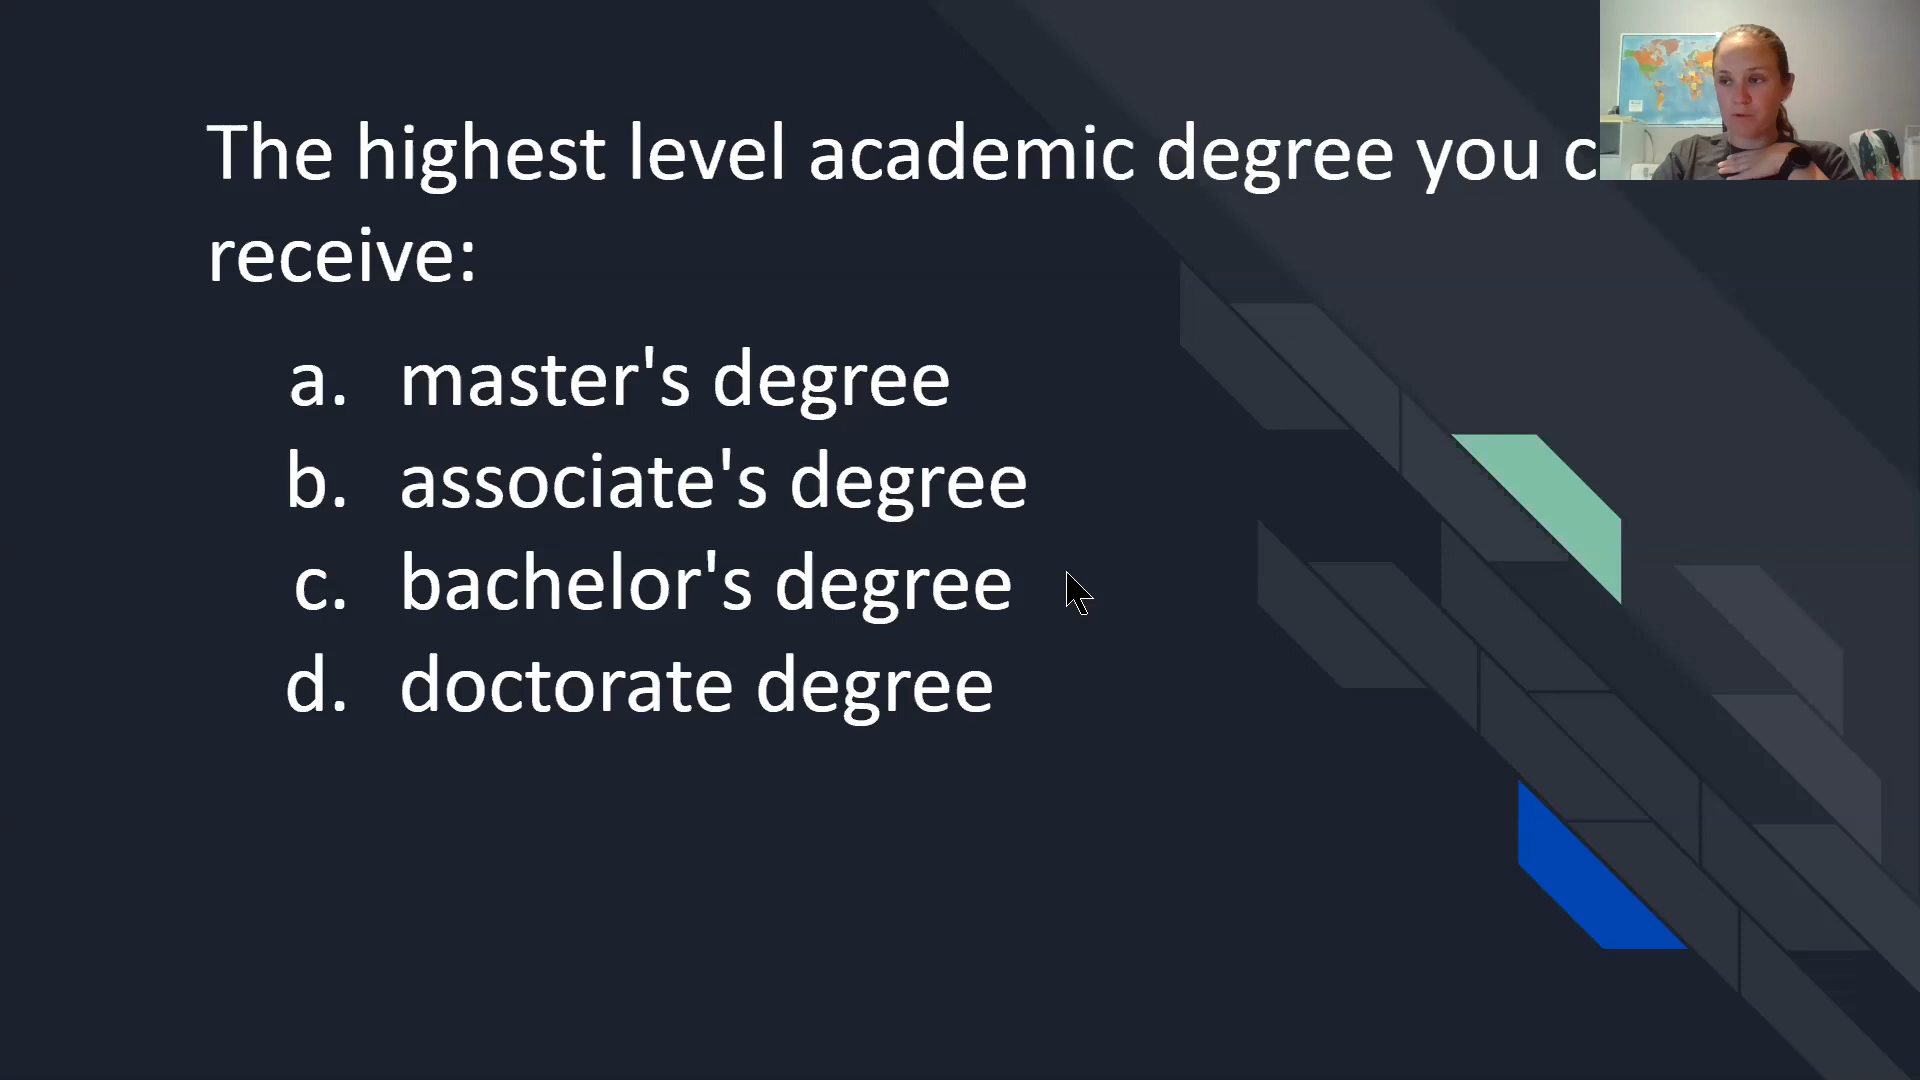 The highest level academic degree you c
receive:
a. master's degree
b. associate's degree
c. bachelor's degree
d. doctorate degree